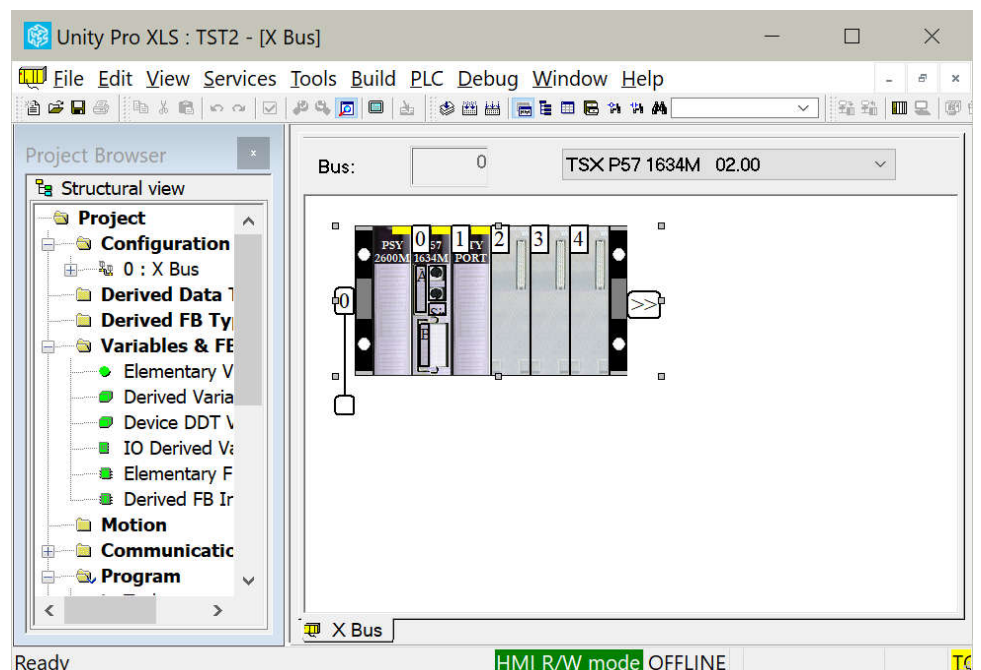 Unity Pro XLS : TST2 - [X Bus]
File Edit View Services Tools Build PLC Debug Window Help
Project Browser
Structural view
Project
Configuration
0 : X Bus
Derived Data T
Derived FB Ty
Variables & FB
Elementary V
Derived Varia
Device DDT V
IO Derived Va
Elementary F
Derived FB In
Motion
Communicatio
Program
Bus: 0 TSX P57 1634M 02.00
0 1 2 3 4
PSY 57 TY
2600M 1634M PORT
A
B
0 >>
X Bus
Ready HMI R/W mode OFFLINE